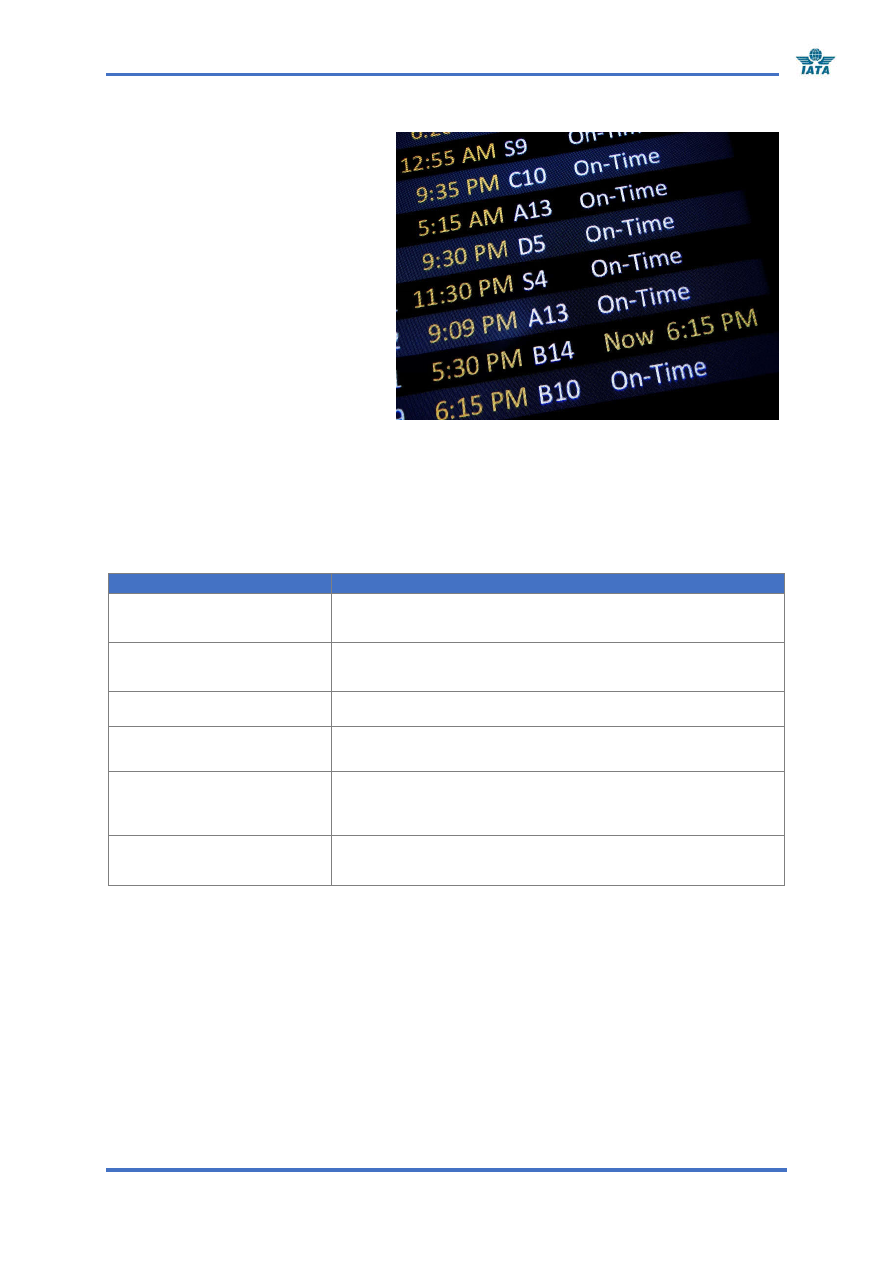 IATA
12:55 AM S9 On-Time
9:35 PM C10 On-Time
5:15 AM A13 On-Time
9:30 PM D5 On-Time
11:30 PM S4 On-Time
9:09 PM A13 On-Time
5:30 PM B14 Now 6:15 PM
6:15 PM B10 On-Time